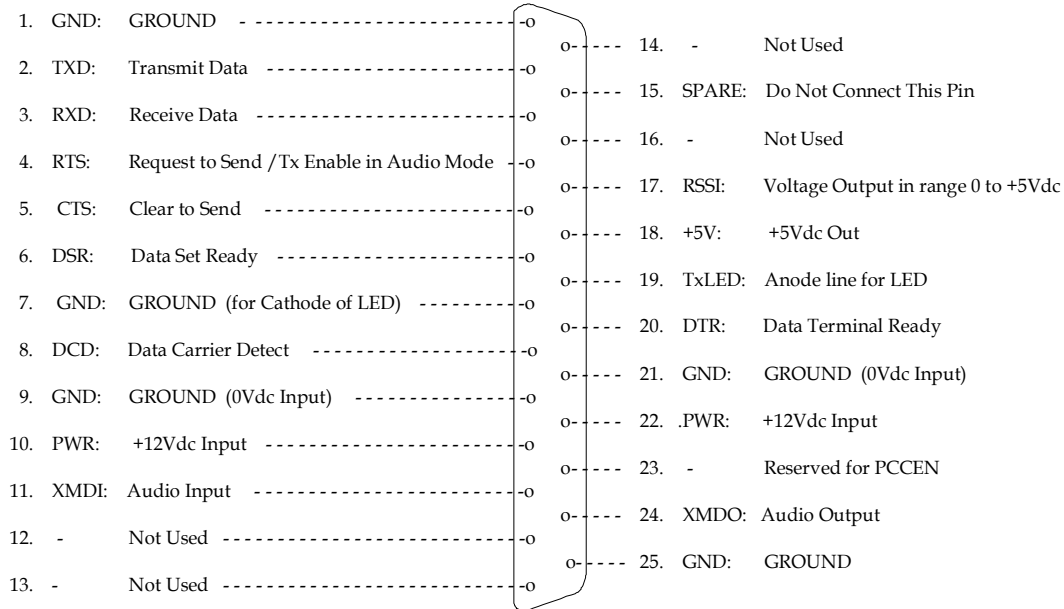 1. GND: GROUND
2. TXD: Transmit Data
3. RXD: Receive Data
4. RTS: Request to Send / Tx Enable in Audio Mode
5. CTS: Clear to Send
6. DSR: Data Set Ready
7. GND: GROUND (for Cathode of LED)
8. DCD: Data Carrier Detect
9. GND: GROUND (0Vdc Input)
10. PWR: +12Vdc Input
11. XMDI: Audio Input
12. - Not Used
13. - Not Used
14. - Not Used
15. SPARE: Do Not Connect This Pin
16. - Not Used
17. RSSI: Voltage Output in range 0 to +5Vdc
18. +5V: +5Vdc Out
19. TxLED: Anode line for LED
20. DTR: Data Terminal Ready
21. GND: GROUND (0Vdc Input)
22. .PWR: +12Vdc Input
23. - Reserved for PCCEN
24. XMDO: Audio Output
25. GND: GROUND